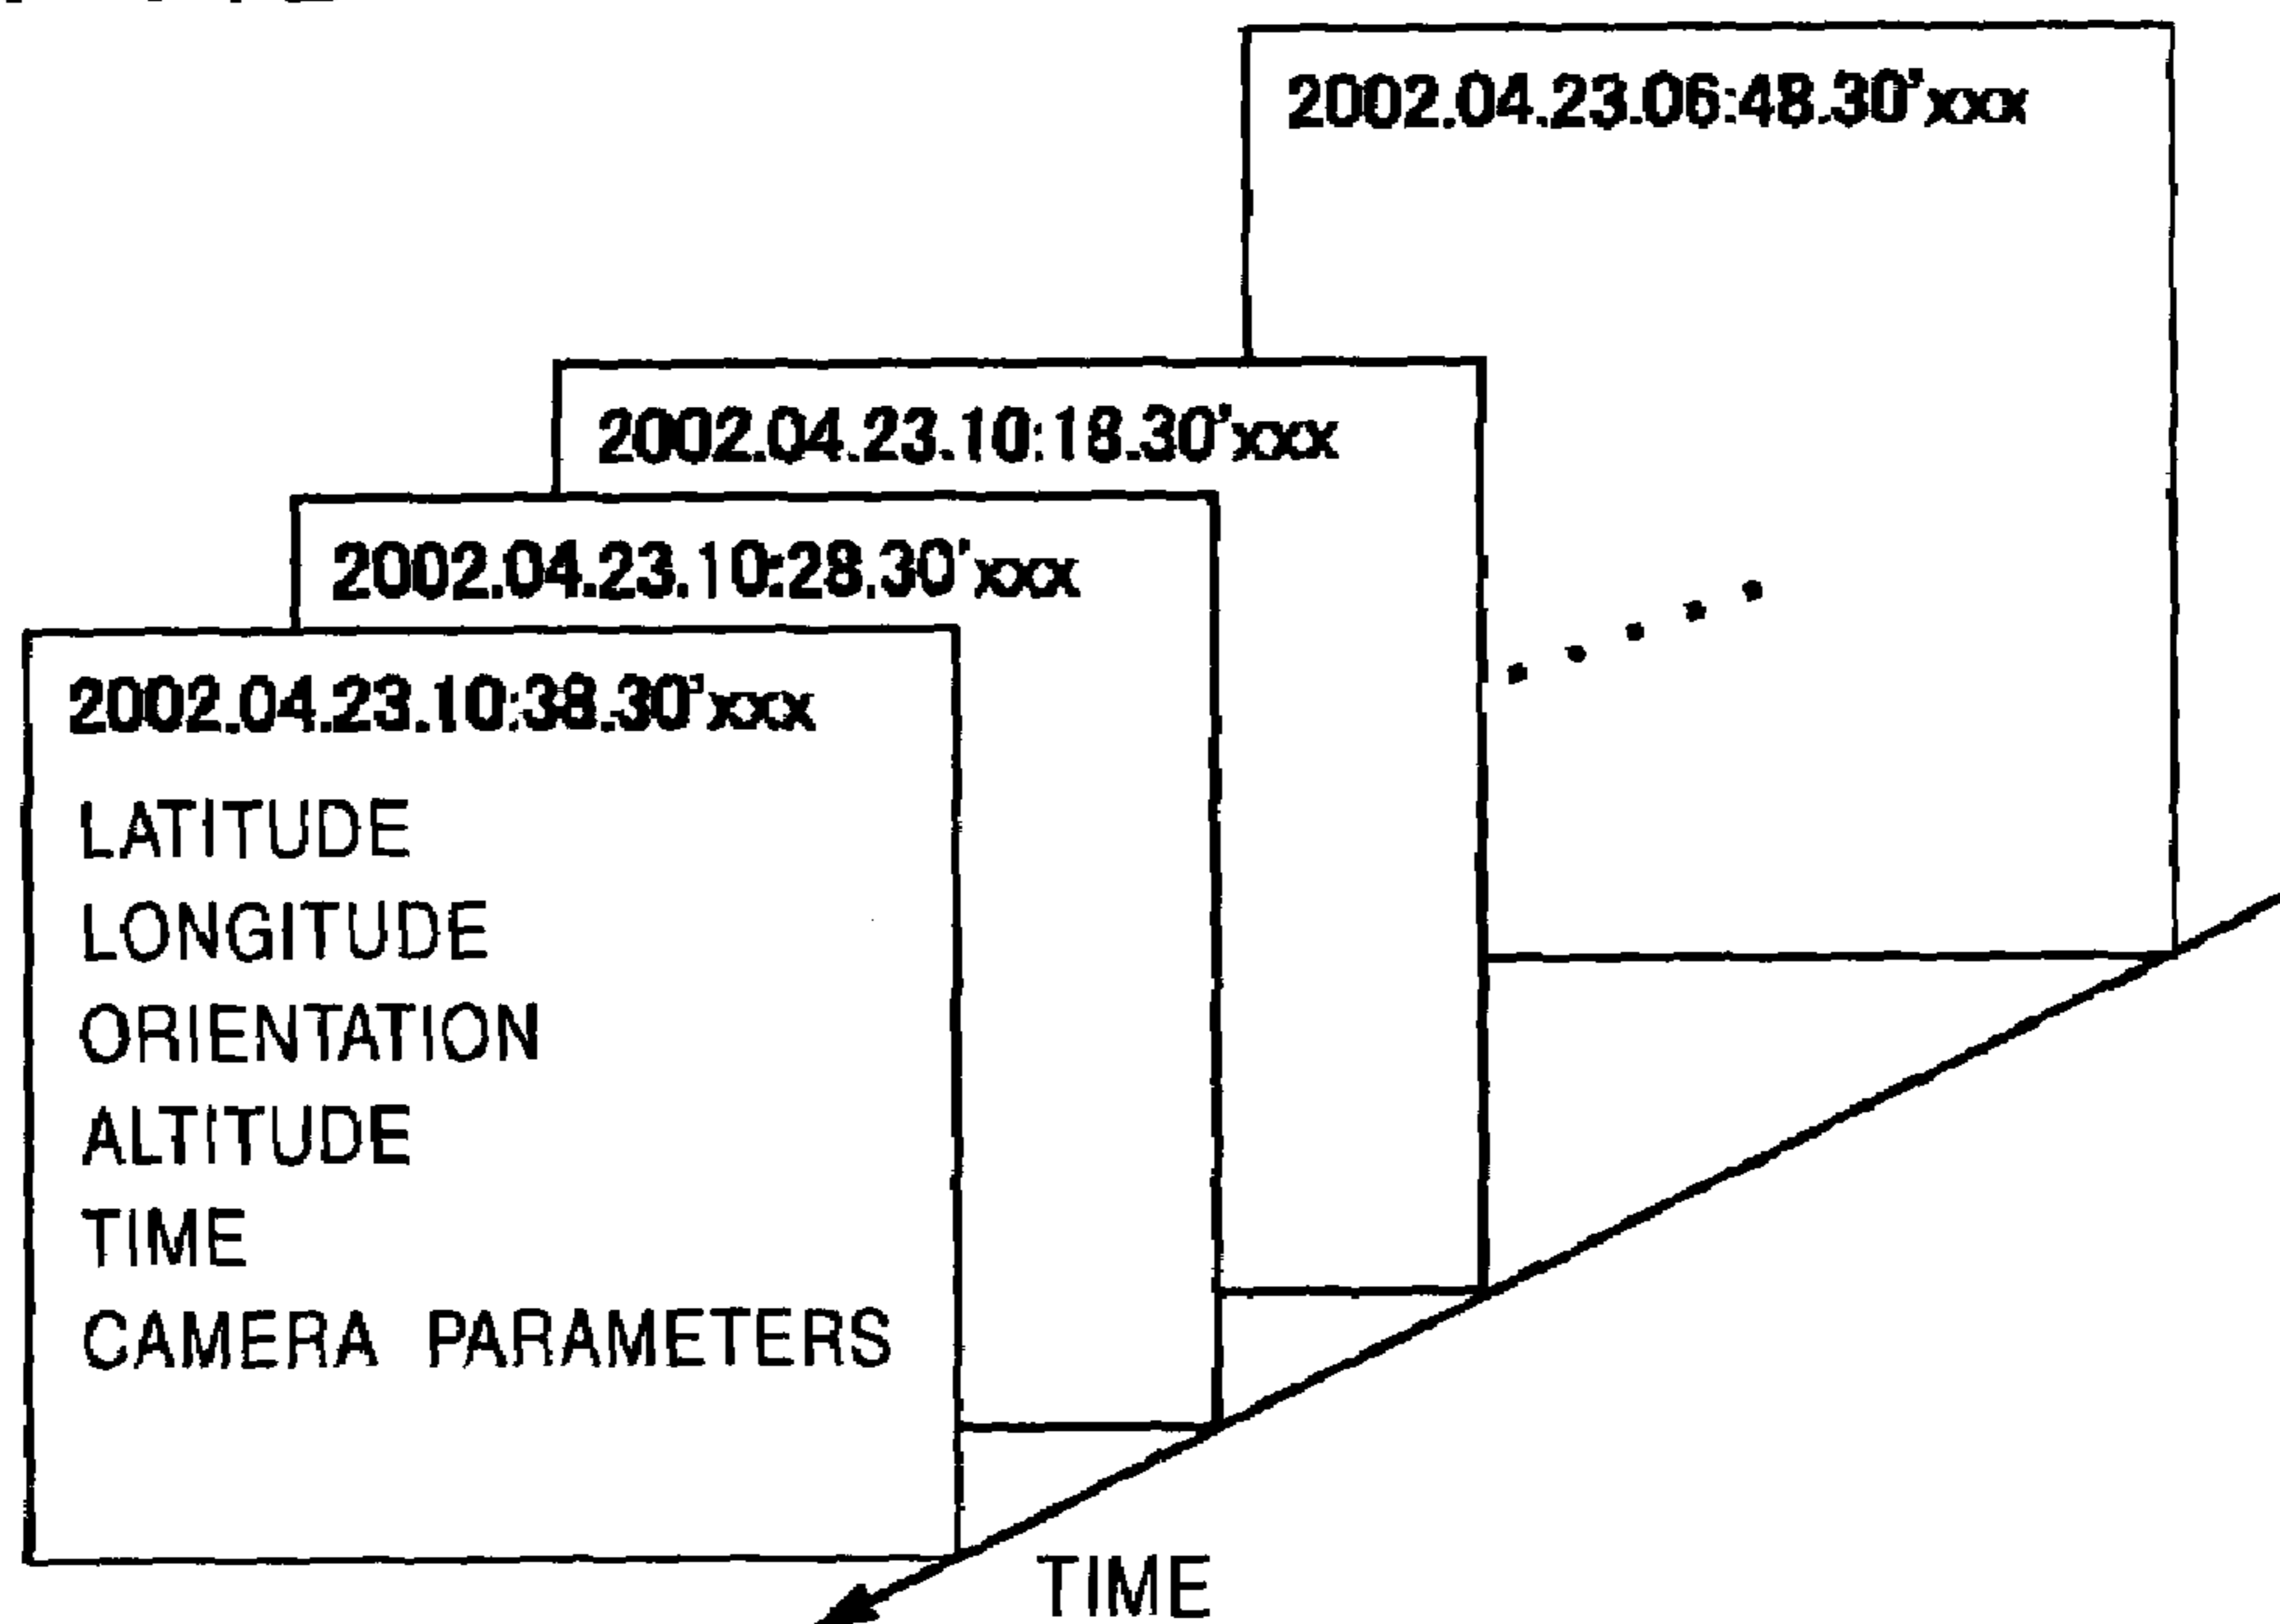 2002.04.23.06:48.30'xxx
2002.04.23.10:18.30'xxx
2002.04.23.10:28.30'xxx
2002.04.23.10:38.30'xxx
LATITUDE
LONGITUDE
ORIENTATION
ALTITUDE
TIME
CAMERA PARAMETERS
TIME